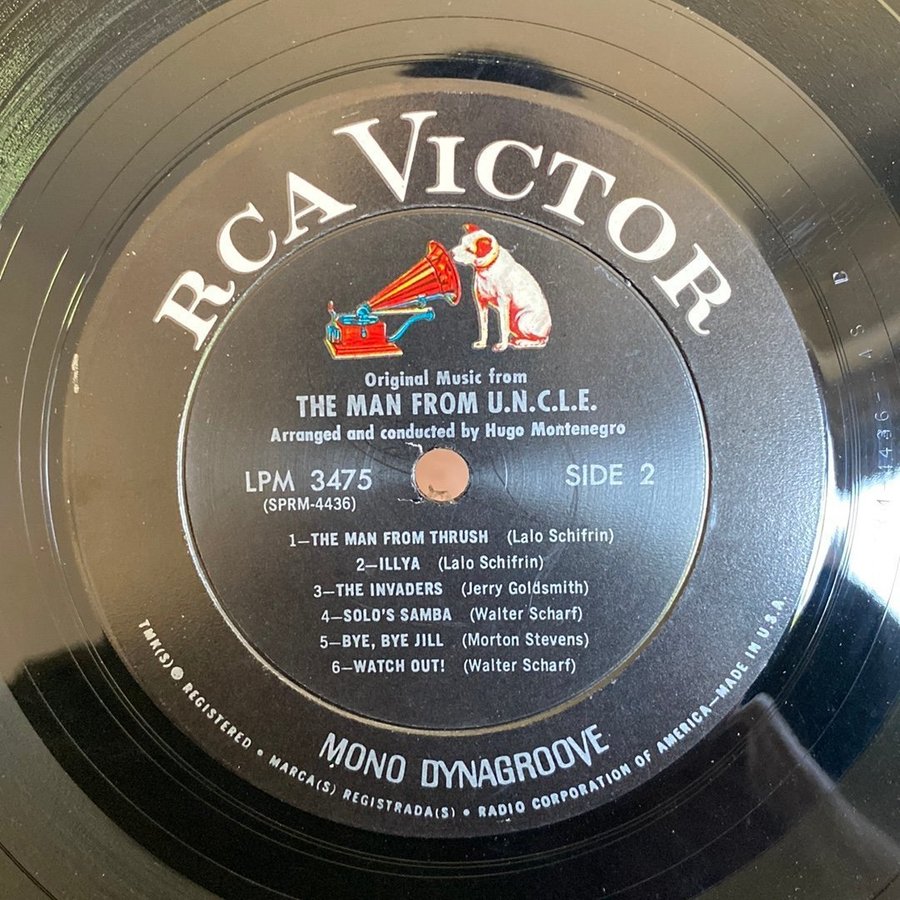 RCA VICTOR
Original Music from
THE MAN FROM U.N.C.L.E.
Arranged and conducted by Hugo Montenegro
LPM 3475
(SPRM-4436)
SIDE 2
1—THE MAN FROM THRUSH (Lalo Schifrin)
2—ILLYA (Lalo Schifrin)
3—THE INVADERS (Jerry Goldsmith)
4—SOLO'S SAMBA (Walter Scharf)
5—BYE, BYE JILL (Morton Stevens)
6—WATCH OUT! (Walter Scharf)
MONO DYNAGROOVE
TMK(S) ® REGISTERED • MARCA(S) REGISTRADA(S) • RADIO CORPORATION OF AMERICA—MADE IN U.S.A.